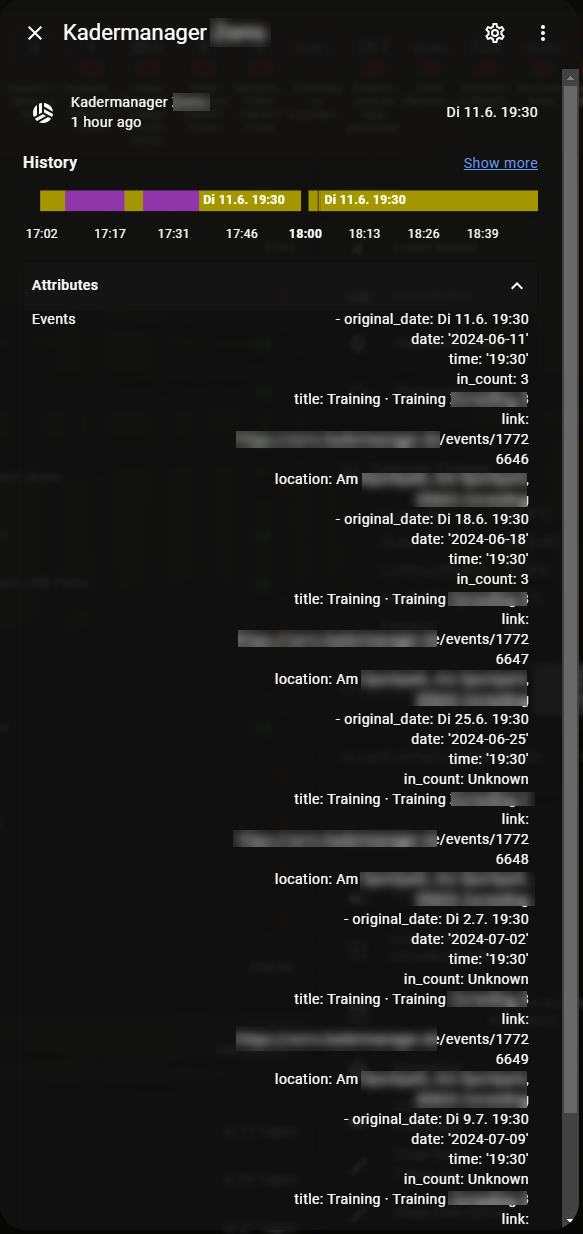 Kadermanager
Kadermanager
1 hour ago
Di 11.6. 19:30
History
Show more
Di 11.6. 19:30
Di 11.6. 19:30
17:02 17:17 17:31 17:46 18:00 18:13 18:26 18:39
Attributes
Events
- original_date: Di 11.6. 19:30
date: '2024-06-11'
time: '19:30'
in_count: 3
title: Training · Training
link:
/events/1772
6646
location: Am
- original_date: Di 18.6. 19:30
date: '2024-06-18'
time: '19:30'
in_count: 3
title: Training · Training
link:
/events/1772
6647
location: Am
- original_date: Di 25.6. 19:30
date: '2024-06-25'
time: '19:30'
in_count: Unknown
title: Training · Training
link:
/events/1772
6648
location: Am
- original_date: Di 2.7. 19:30
date: '2024-07-02'
time: '19:30'
in_count: Unknown
title: Training · Training
link:
/events/1772
6649
location: Am
- original_date: Di 9.7. 19:30
date: '2024-07-09'
time: '19:30'
in_count: Unknown
title: Training · Training
link: